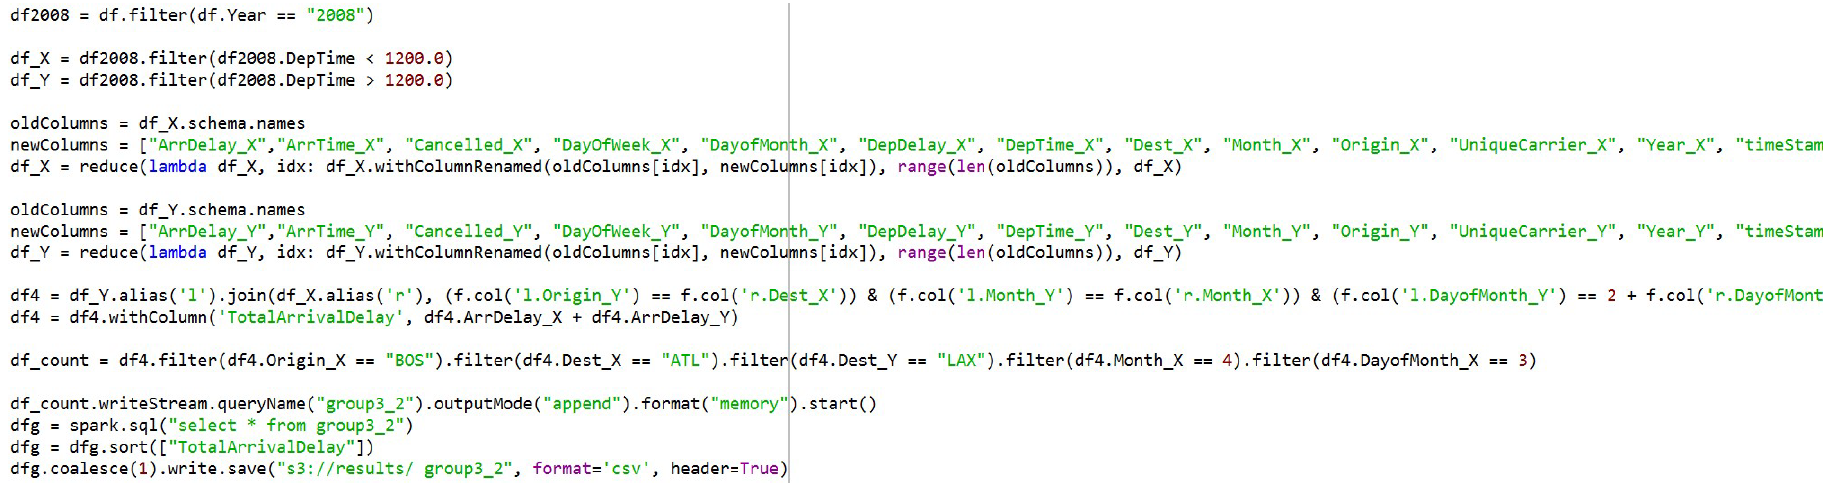 df2008 = df.filter(df.Year == "2008")
df_X = df2008.filter(df2008.DepTime < 1200.0)
df_Y = df2008.filter(df2008.DepTime > 1200.0)
oldColumns = df_X.schema.names
newColumns = ["ArrDelay_X","ArrTime_X", "Cancelled_X", "DayOfWeek_X", "DayofMonth_X", "DepDelay_X", "DepTime_X", "Dest_X", "Month_X", "Origin_X", "UniqueCarrier_X", "Year_X", "timeStam
df_X = reduce(lambda df_X, idx: df_X.withColumnRenamed(oldColumns[idx], newColumns[idx]), range(len(oldColumns)), df_X)
oldColumns = df_Y.schema.names
newColumns = ["ArrDelay_Y","ArrTime_Y", "Cancelled_Y", "DayOfWeek_Y", "DayofMonth_Y", "DepDelay_Y", "DepTime_Y", "Dest_Y", "Month_Y", "Origin_Y", "UniqueCarrier_Y", "Year_Y", "timeStam
df_Y = reduce(lambda df_Y, idx: df_Y.withColumnRenamed(oldColumns[idx], newColumns[idx]), range(len(oldColumns)), df_Y)
df4 = df_Y.alias('l').join(df_X.alias('r'), (f.col('l.Origin_Y') == f.col('r.Dest_X')) & (f.col('l.Month_Y') == f.col('r.Month_X')) & (f.col('l.DayofMonth_Y') == 2 + f.col('r.DayofMont
df4 = df4.withColumn('TotalArrivalDelay', df4.ArrDelay_X + df4.ArrDelay_Y)
df_count = df4.filter(df4.Origin_X == "BOS").filter(df4.Dest_X == "ATL").filter(df4.Dest_Y == "LAX").filter(df4.Month_X == 4).filter(df4.DayofMonth_X == 3)
df_count.writeStream.queryName("group3_2").outputMode("append").format("memory").start()
dfg = spark.sql("select * from group3_2")
dfg = dfg.sort(["TotalArrivalDelay"])
dfg.coalesce(1).write.save("s3://results/ group3_2", format='csv', header=True)